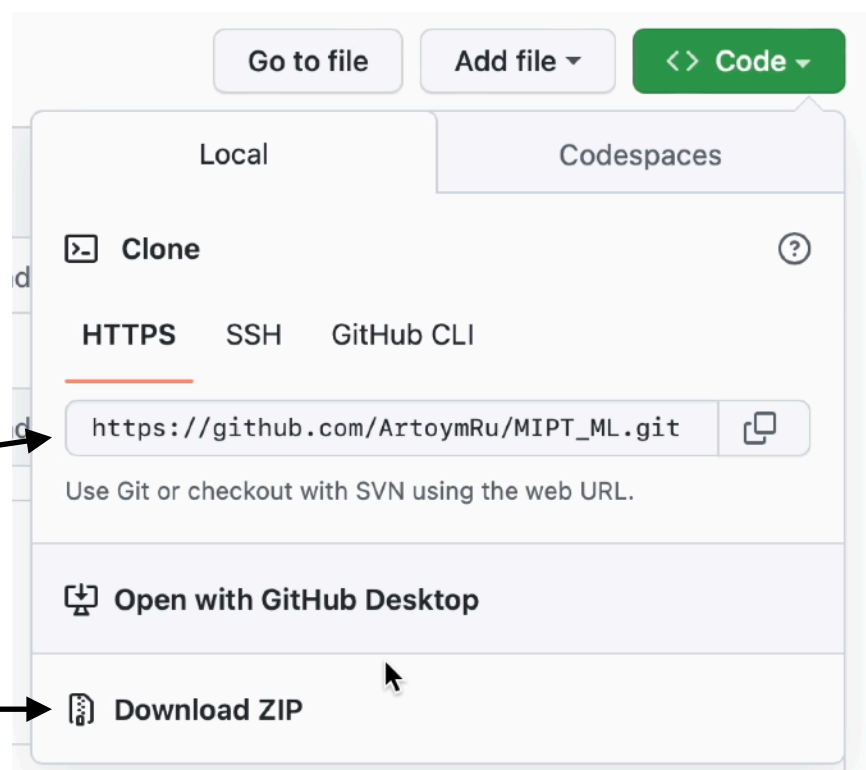 Go to file Add file Code
Local Codespaces
Clone
d
HTTPS SSH GitHub CLI
https://github.com/ArtoymRu/MIPT_ML.git
d
Use Git or checkout with SVN using the web URL.
Open with GitHub Desktop
Download ZIP